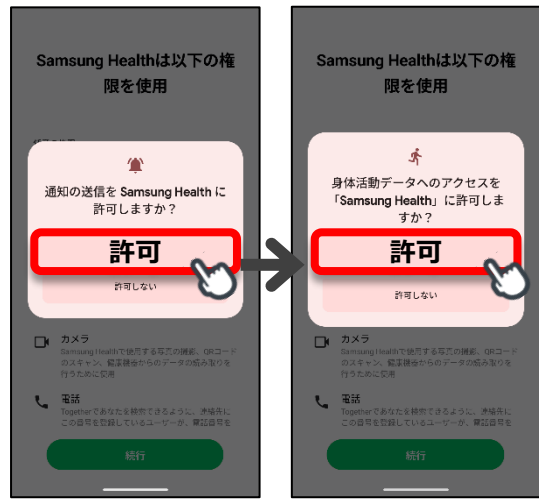 Samsung Healthは以下の権
限を使用
通知の送信を Samsung Health に
許可しますか？
許可
許可しない
カメラ
Samsung Healthで使用する写真の撮影、QRコード
のスキャン、健康機器からのデータの読み取りを
行うために使用
電話
Togetherであなたを検索できるように、連絡先に
この番号を登録しているユーザーが、電話番号を
続行
Samsung Healthは以下の権
限を使用
身体活動データへのアクセスを
「Samsung Health」に許可しま
すか？
許可
許可しない
カメラ
Samsung Healthで使用する写真の撮影、QRコード
のスキャン、健康機器からのデータの読み取りを
行うために使用
電話
Togetherであなたを検索できるように、連絡先に
この番号を登録しているユーザーが、電話番号を
続行